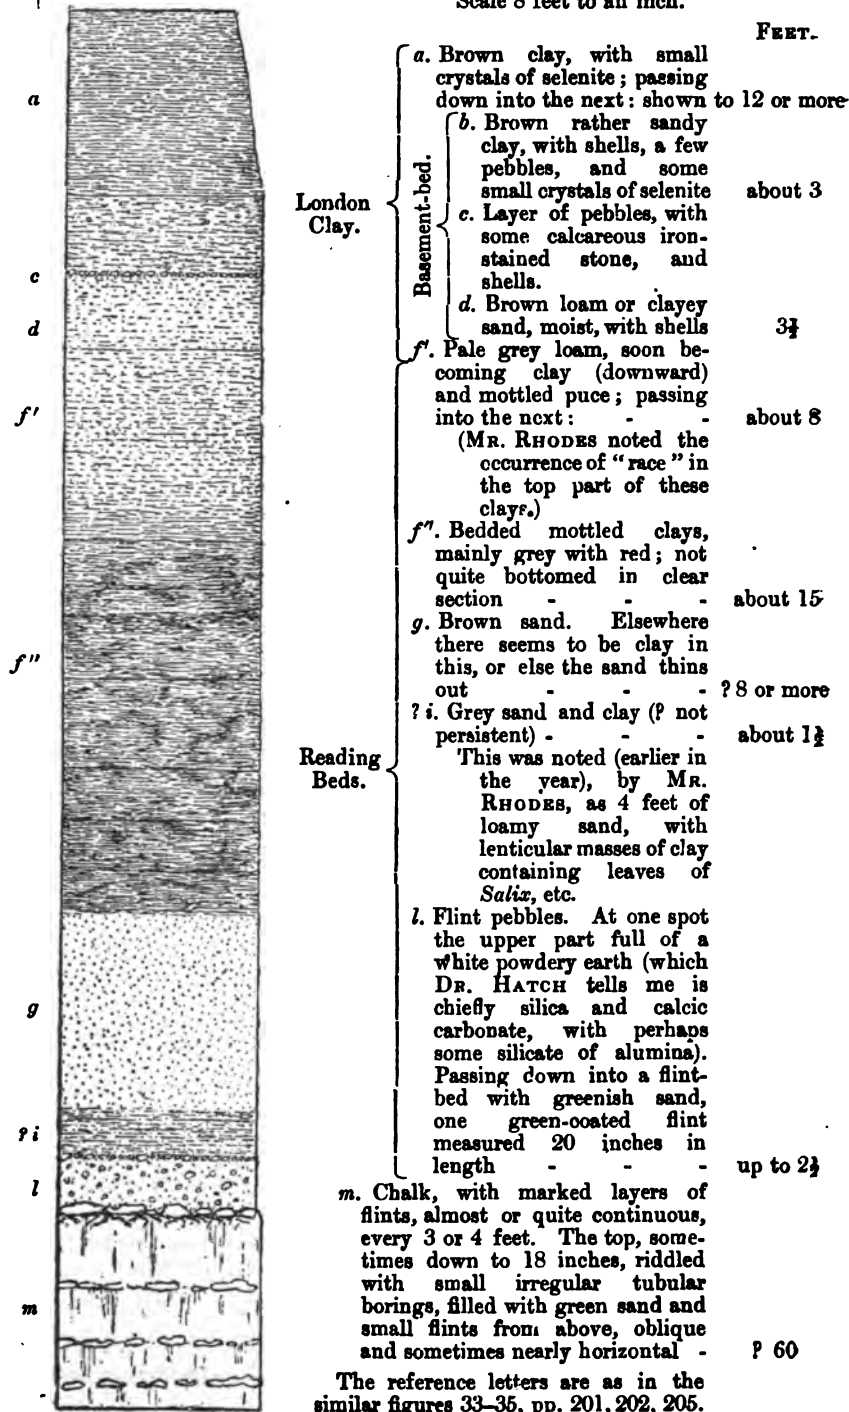 Scale 8 feet to an inch.
FEET.
a
c
d
f'
f"
g
? i
l
m
London
Clay.
Basement-bed.
Reading
Beds.
a. Brown clay, with small
crystals of selenite; passing
down into the next: shown to 12 or more
b. Brown rather sandy
clay, with shells, a few
pebbles, and some
small crystals of selenite about 3
c. Layer of pebbles, with
some calcareous iron-
stained stone, and
shells.
d. Brown loam or clayey
sand, moist, with shells
f'. Pale grey loam, soon be-
coming clay (downward)
and mottled puce; passing
into the next: - - about 8
(MR. RHODES noted the
occurrence of "race" in
the top part of these
clays.)
f". Bedded mottled clays,
mainly grey with red; not
quite bottomed in clear
section - - - about 15
g. Brown sand. Elsewhere
there seems to be clay in
this, or else the sand thins
out - - - ? 8 or more
? i. Grey sand and clay (? not
persistent) - - - about 1½
This was noted (earlier in
the year), by MR.
RHODES, as 4 feet of
loamy sand, with
lenticular masses of clay
containing leaves of
Salix, etc.
l. Flint pebbles. At one spot
the upper part full of a
white powdery earth (which
DR. HATCH tells me is
chiefly silica and calcic
carbonate, with perhaps
some silicate of alumina).
Passing down into a flint-
bed with greenish sand,
one green-coated flint
measured 20 inches in
length - - - up to 2½
m. Chalk, with marked layers of
flints, almost or quite continuous,
every 3 or 4 feet. The top, some-
times down to 18 inches, riddled
with small irregular tubular
borings, filled with green sand and
small flints from above, oblique
and sometimes nearly horizontal - ? 60
The reference letters are as in the
similar figures 33–35, pp. 201, 202, 205.